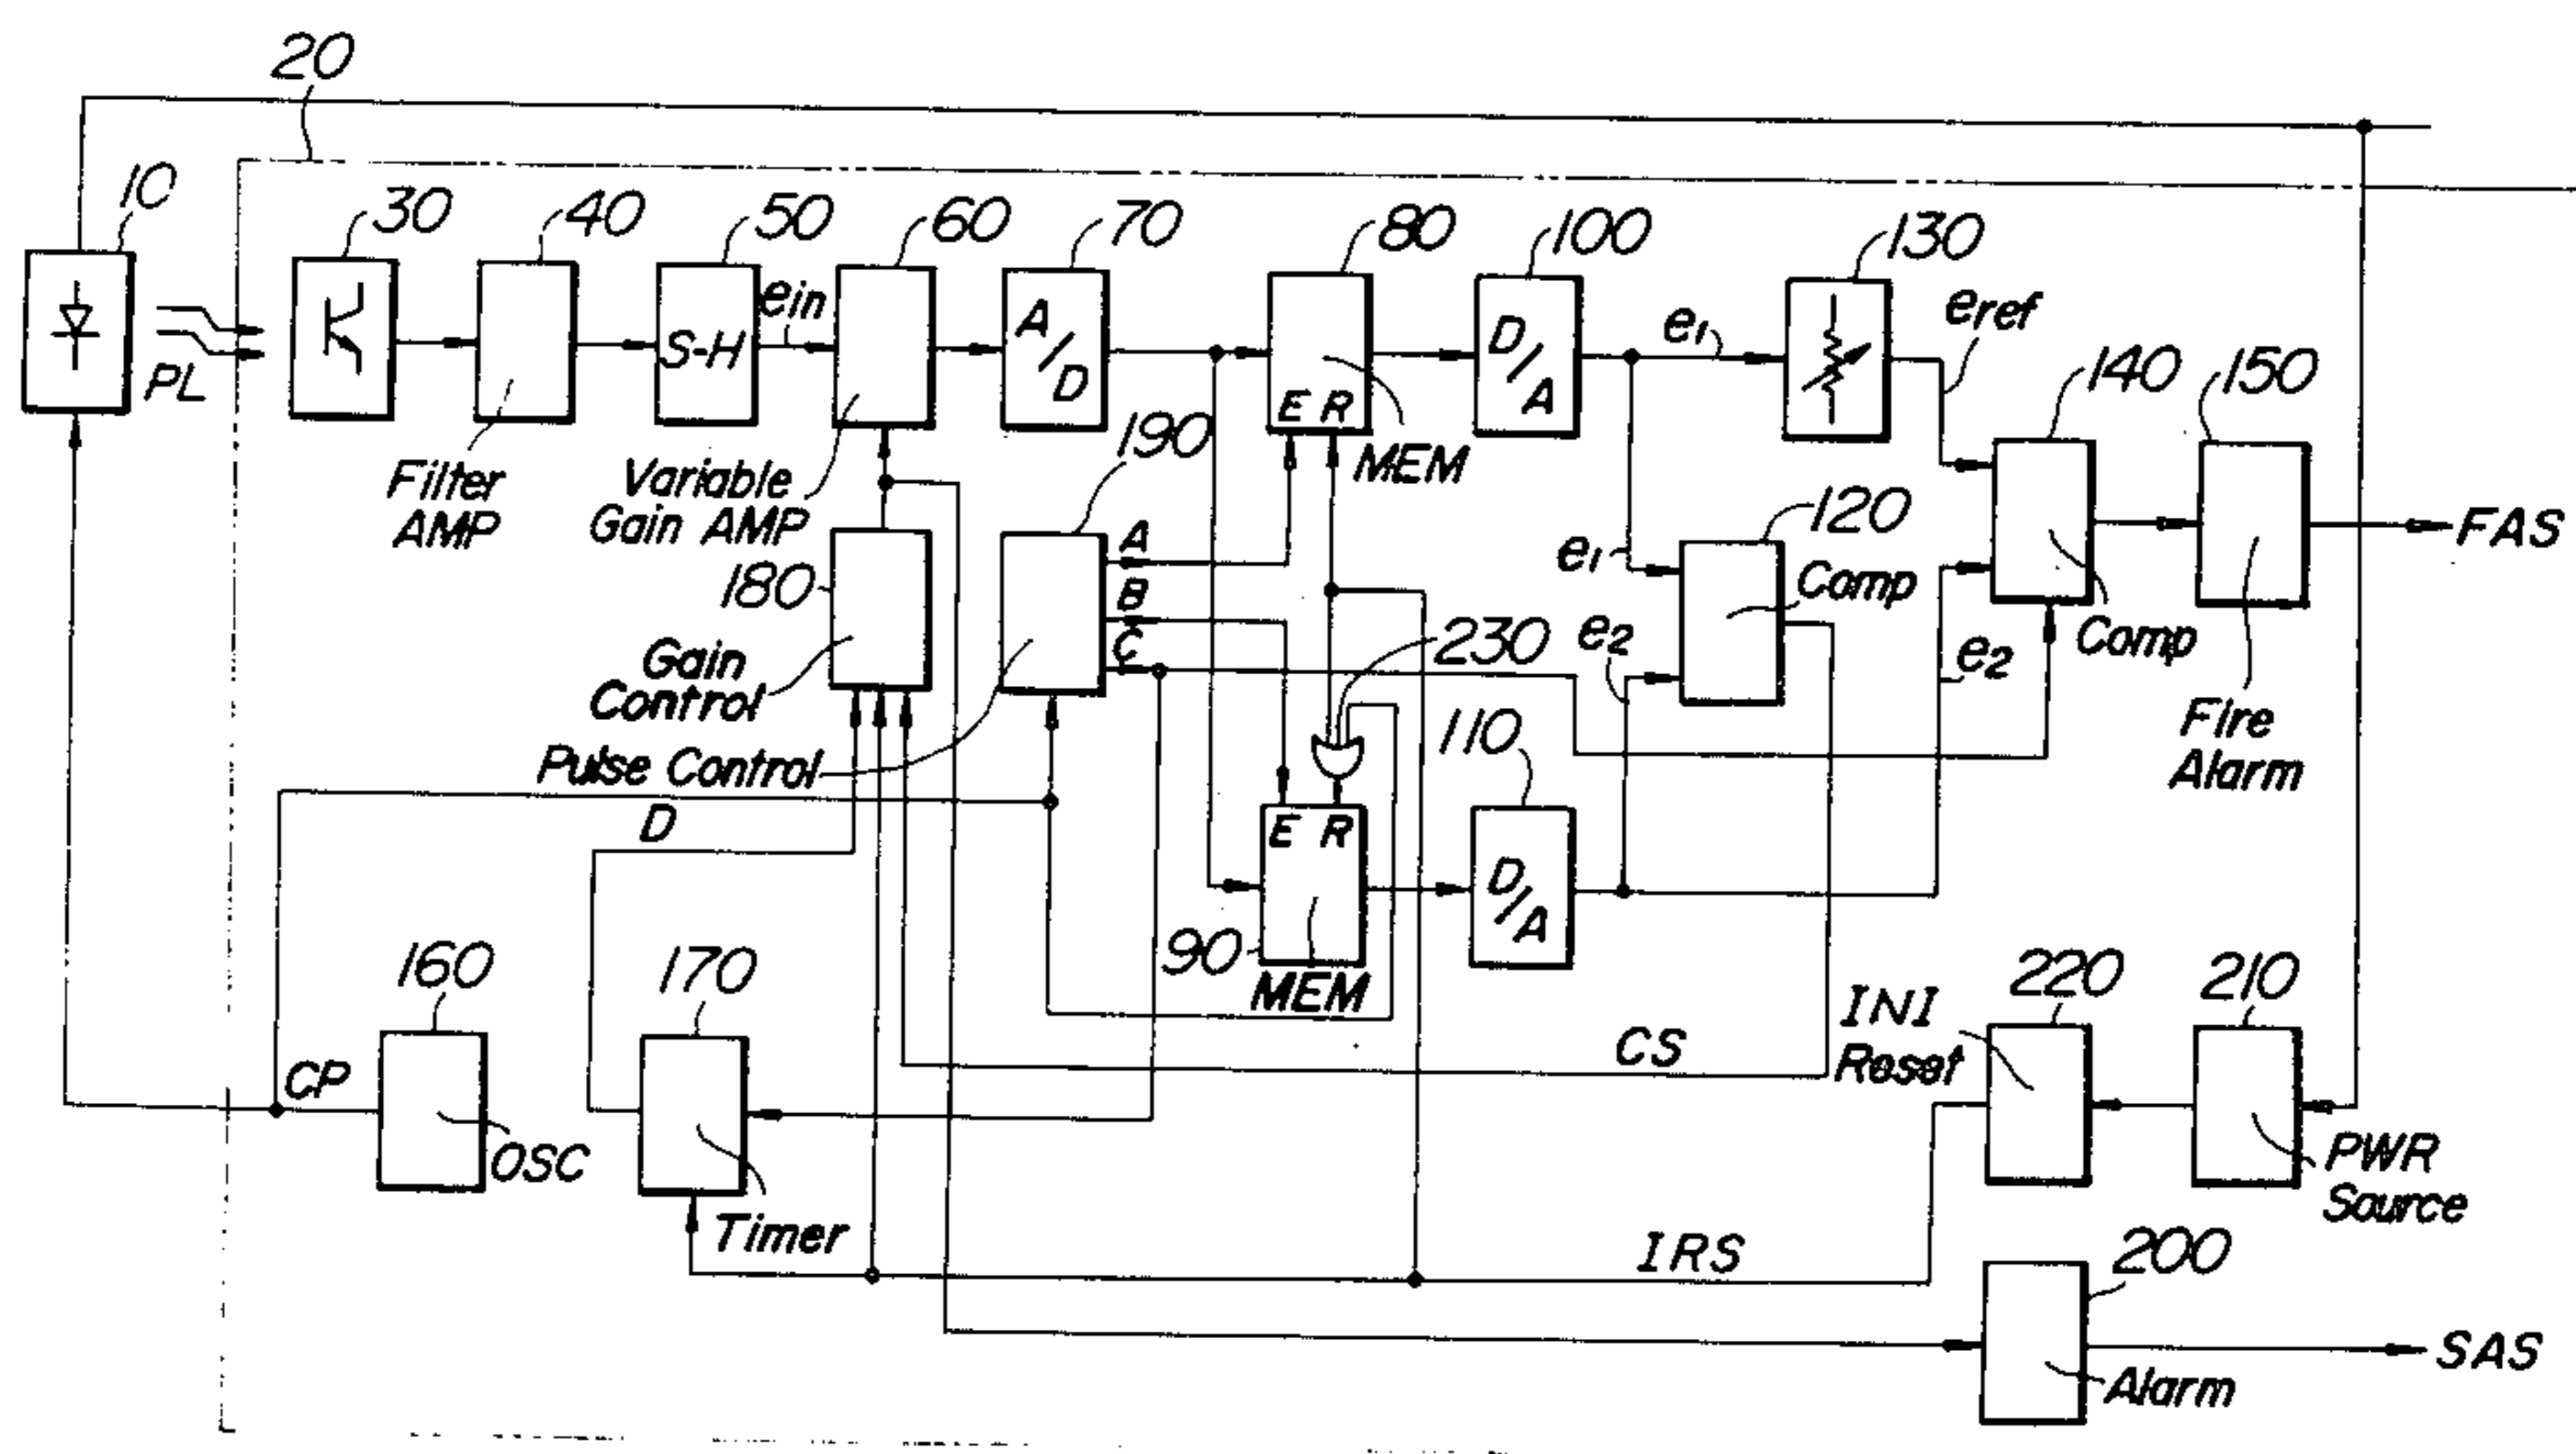 20
10
30
40
50
60
70
80
100
130
PL
S-H
ein
A/D
E R
D/A
e1
eref
140
150
Filter
AMP
Variable
Gain AMP
190
MEM
A
B
C
180
Gain
Control
Pulse Control
D
230
e1
e2
120
Comp
Comp
e2
FAS
Fire
Alarm
110
E R
D/A
90
MEM
160
170
CP
OSC
Timer
CS
INI
Reset
220
210
PWR
Source
IRS
200
Alarm
SAS